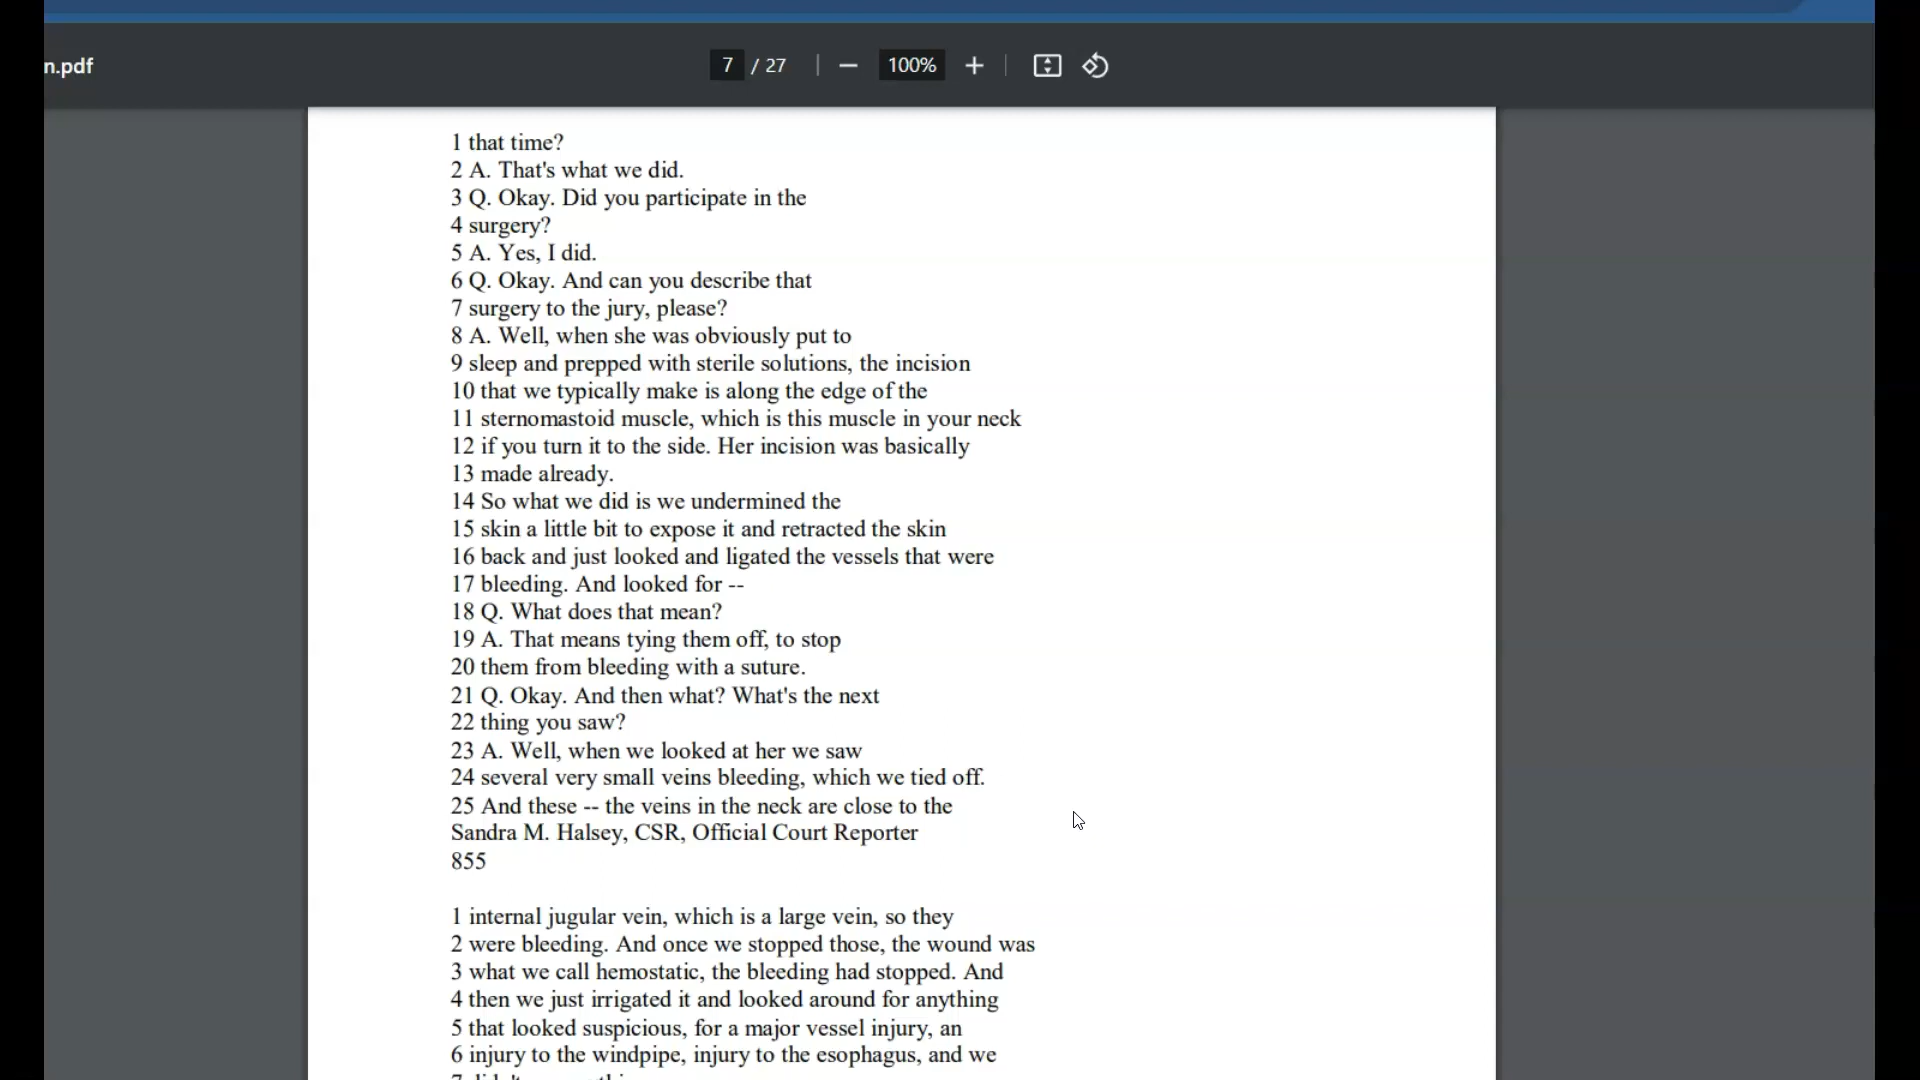 n.pdf
7 / 27
100%
1 that time?
2 A. That's what we did.
3 Q. Okay. Did you participate in the
4 surgery?
5 A. Yes, I did.
6 Q. Okay. And can you describe that
7 surgery to the jury, please?
8 A. Well, when she was obviously put to
9 sleep and prepped with sterile solutions, the incision
10 that we typically make is along the edge of the
11 sternomastoid muscle, which is this muscle in your neck
12 if you turn it to the side. Her incision was basically
13 made already.
14 So what we did is we undermined the
15 skin a little bit to expose it and retracted the skin
16 back and just looked and ligated the vessels that were
17 bleeding. And looked for --
18 Q. What does that mean?
19 A. That means tying them off, to stop
20 them from bleeding with a suture.
21 Q. Okay. And then what? What's the next
22 thing you saw?
23 A. Well, when we looked at her we saw
24 several very small veins bleeding, which we tied off.
25 And these -- the veins in the neck are close to the
Sandra M. Halsey, CSR, Official Court Reporter
855
1 internal jugular vein, which is a large vein, so they
2 were bleeding. And once we stopped those, the wound was
3 what we call hemostatic, the bleeding had stopped. And
4 then we just irrigated it and looked around for anything
5 that looked suspicious, for a major vessel injury, an
6 injury to the windpipe, injury to the esophagus, and we